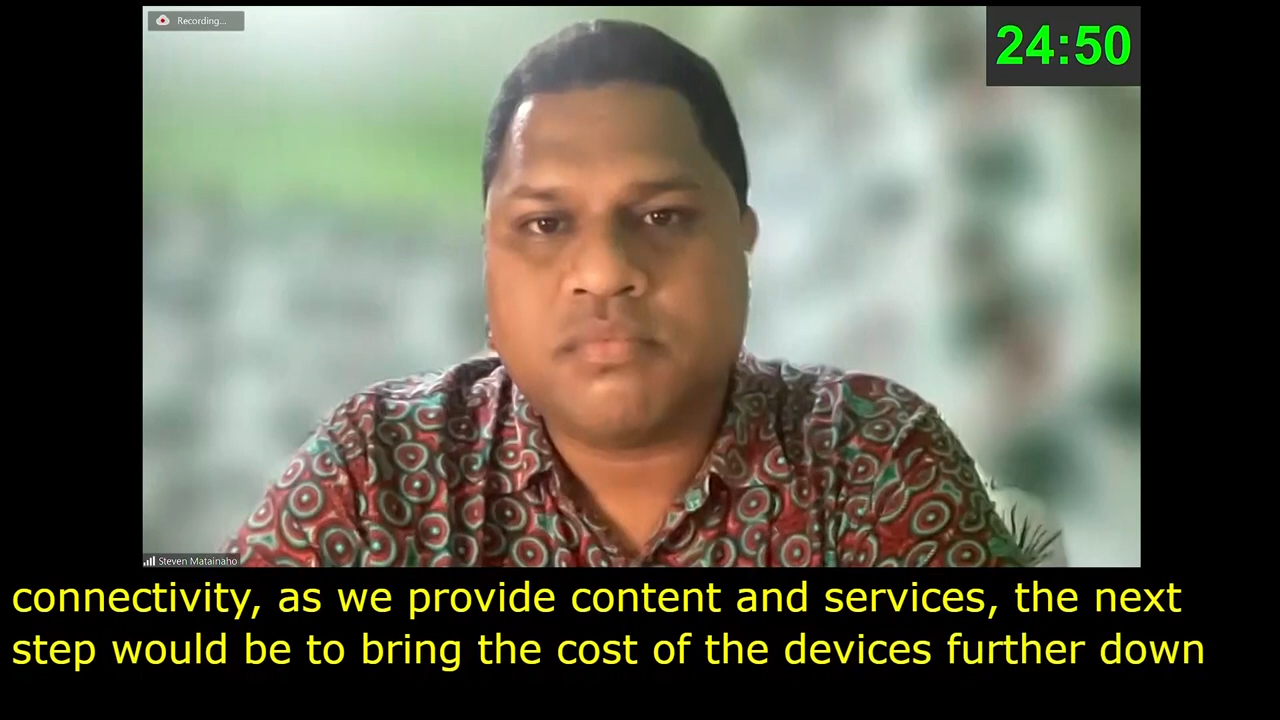 Recording...
24:50
Steven Matainaho
connectivity, as we provide content and services, the next
step would be to bring the cost of the devices further down